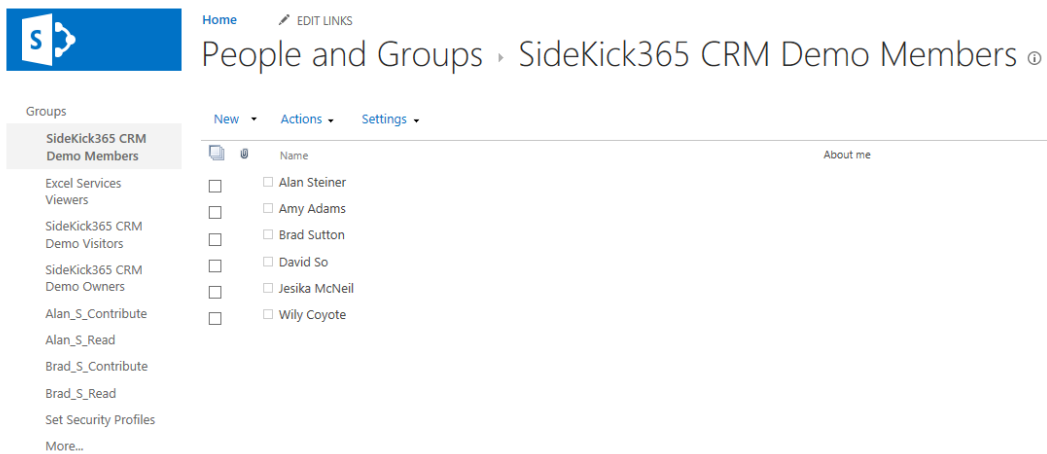 S
Home EDIT LINKS
People and Groups › SideKick365 CRM Demo Members
Groups
SideKick365 CRM
Demo Members
Excel Services
Viewers
SideKick365 CRM
Demo Visitors
SideKick365 CRM
Demo Owners
Alan_S_Contribute
Alan_S_Read
Brad_S_Contribute
Brad_S_Read
Set Security Profiles
More...
New Actions Settings
Name About me
Alan Steiner
Amy Adams
Brad Sutton
David So
Jesika McNeil
Wily Coyote